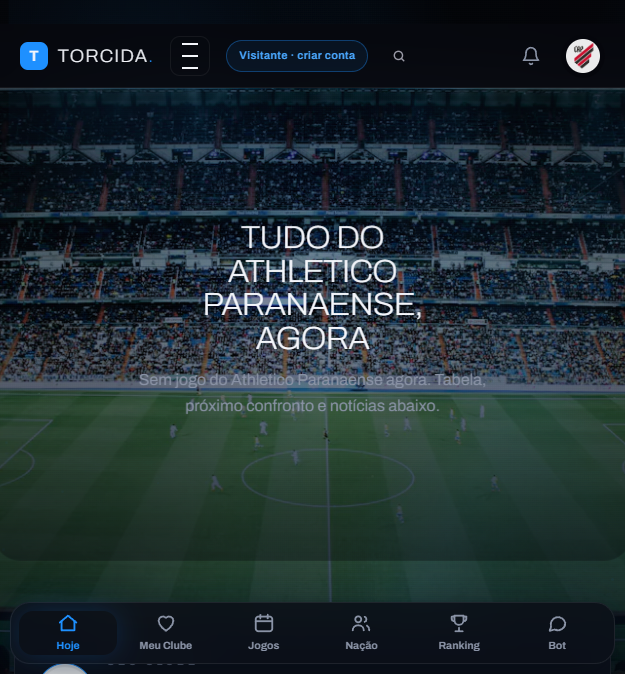 T TORCIDA.
Visitante · criar conta
CAP
TUDO DO
ATHLETICO
PARANAENSE,
AGORA
Sem jogo do Athletico Paranaense agora. Tabela,
próximo confronto e notícias abaixo.
Hoje
Meu Clube
Jogos
Nação
Ranking
Bot